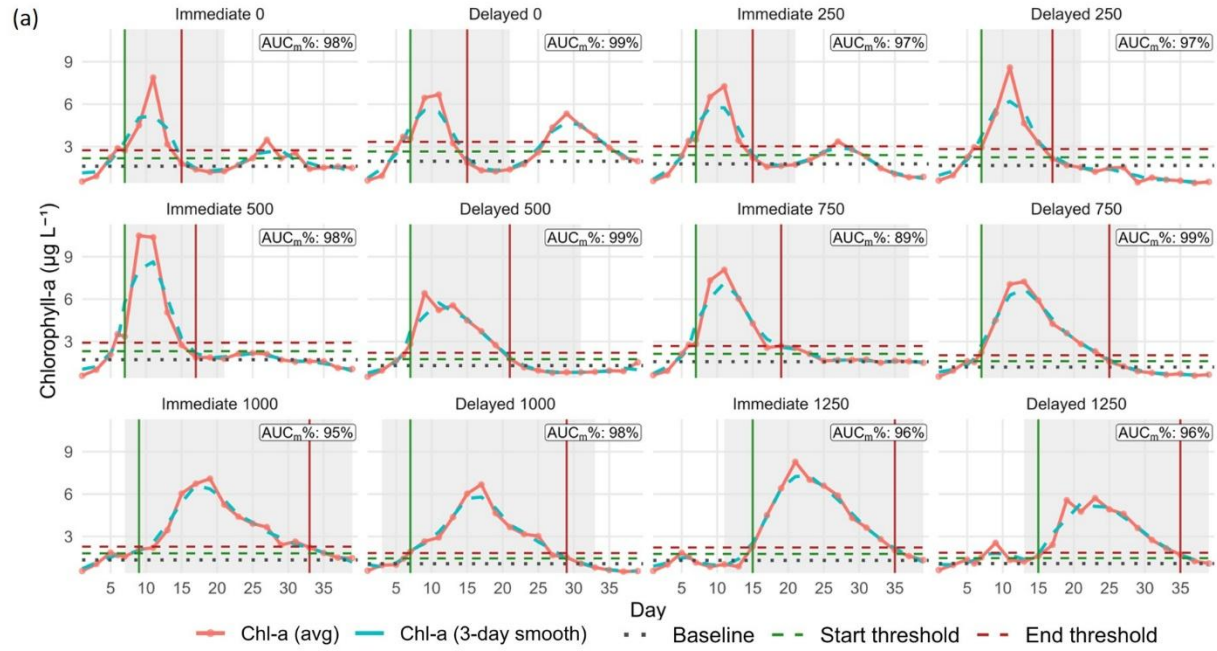 (a)
Immediate 0 Delayed 0 Immediate 250 Delayed 250
AUCm%: 98% AUCm%: 99% AUCm%: 97% AUCm%: 97%
9
6
3
Immediate 500 Delayed 500 Immediate 750 Delayed 750
AUCm%: 98% AUCm%: 99% AUCm%: 89% AUCm%: 99%
Chlorophyll-a (µg L⁻¹)
9
6
3
Immediate 1000 Delayed 1000 Immediate 1250 Delayed 1250
AUCm%: 95% AUCm%: 98% AUCm%: 96% AUCm%: 96%
9
6
3
5 10 15 20 25 30 35 5 10 15 20 25 30 35 5 10 15 20 25 30 35 5 10 15 20 25 30 35
Day
Chl-a (avg) Chl-a (3-day smooth) Baseline Start threshold End threshold